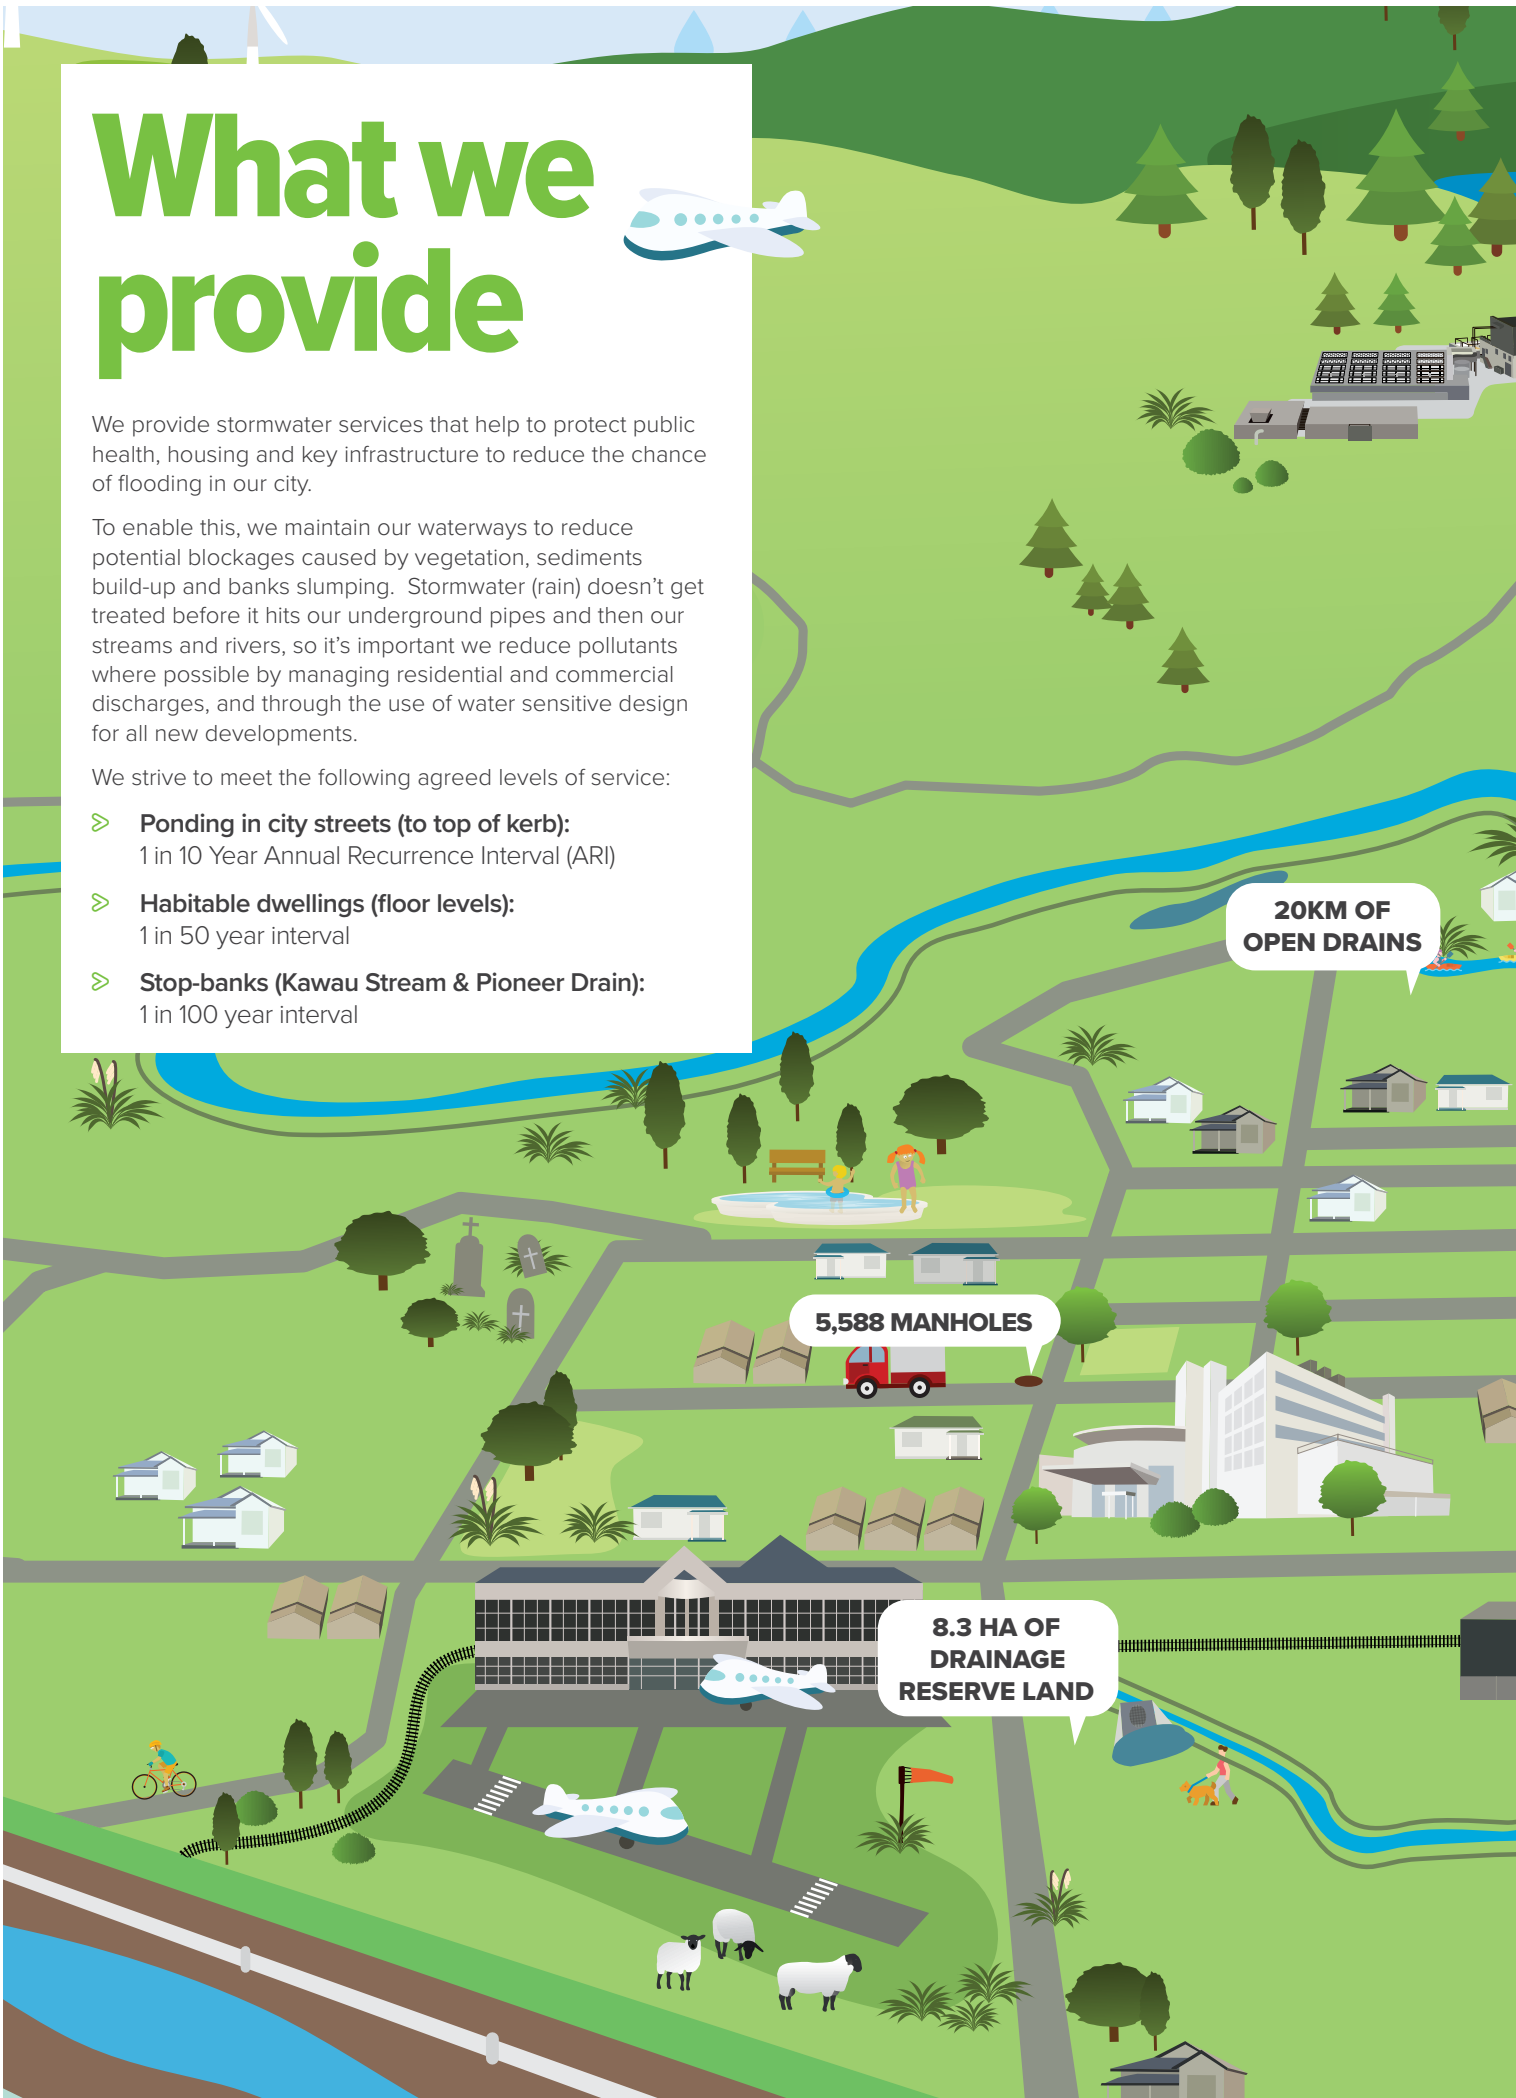 What we
provide
We provide stormwater services that help to protect public
health, housing and key infrastructure to reduce the chance
of flooding in our city.
To enable this, we maintain our waterways to reduce
potential blockages caused by vegetation, sediments
build-up and banks slumping.  Stormwater (rain) doesn't get
treated before it hits our underground pipes and then our
streams and rivers, so it's important we reduce pollutants
where possible by managing residential and commercial
discharges, and through the use of water sensitive design
for all new developments.
We strive to meet the following agreed levels of service:
Ponding in city streets (to top of kerb):
1 in 10 Year Annual Recurrence Interval (ARI)
Habitable dwellings (floor levels):
1 in 50 year interval
Stop-banks (Kawau Stream & Pioneer Drain):
1 in 100 year interval
20KM OF
OPEN DRAINS
5,588 MANHOLES
8.3 HA OF
DRAINAGE
RESERVE LAND